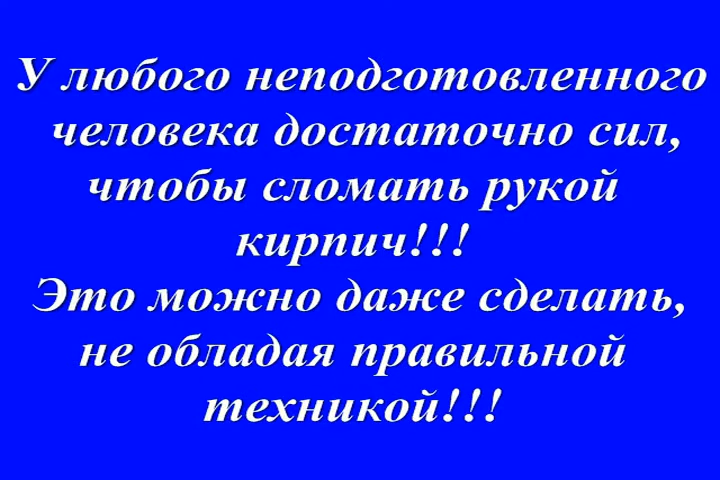 У любого неподготовленного
человека достаточно сил,
чтобы сломать рукой
кирпич!!!
Это можно даже сделать,
не обладая правильной
техникой!!!